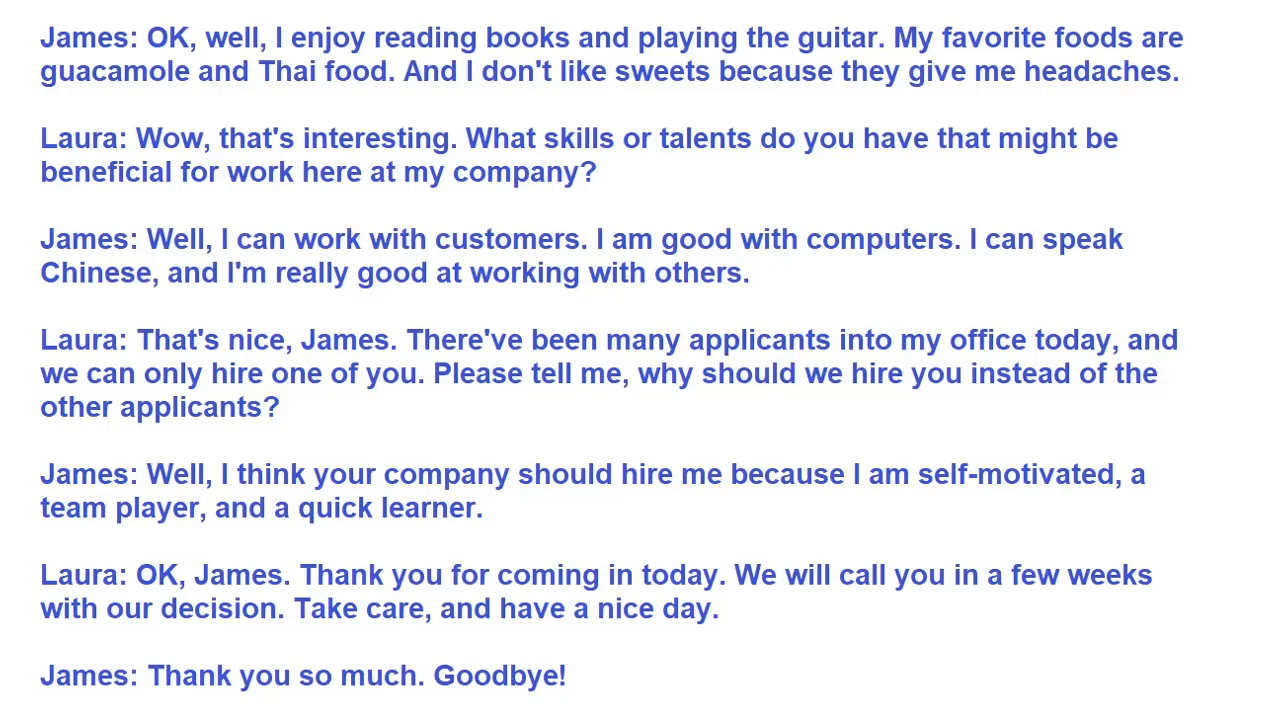 James: OK, well, I enjoy reading books and playing the guitar. My favorite foods are
guacamole and Thai food. And I don't like sweets because they give me headaches.
Laura: Wow, that's interesting. What skills or talents do you have that might be
beneficial for work here at my company?
James: Well, I can work with customers. I am good with computers. I can speak
Chinese, and I'm really good at working with others.
Laura: That's nice, James. There've been many applicants into my office today, and
we can only hire one of you. Please tell me, why should we hire you instead of the
other applicants?
James: Well, I think your company should hire me because I am self-motivated, a
team player, and a quick learner.
Laura: OK, James. Thank you for coming in today. We will call you in a few weeks
with our decision. Take care, and have a nice day.
James: Thank you so much. Goodbye!